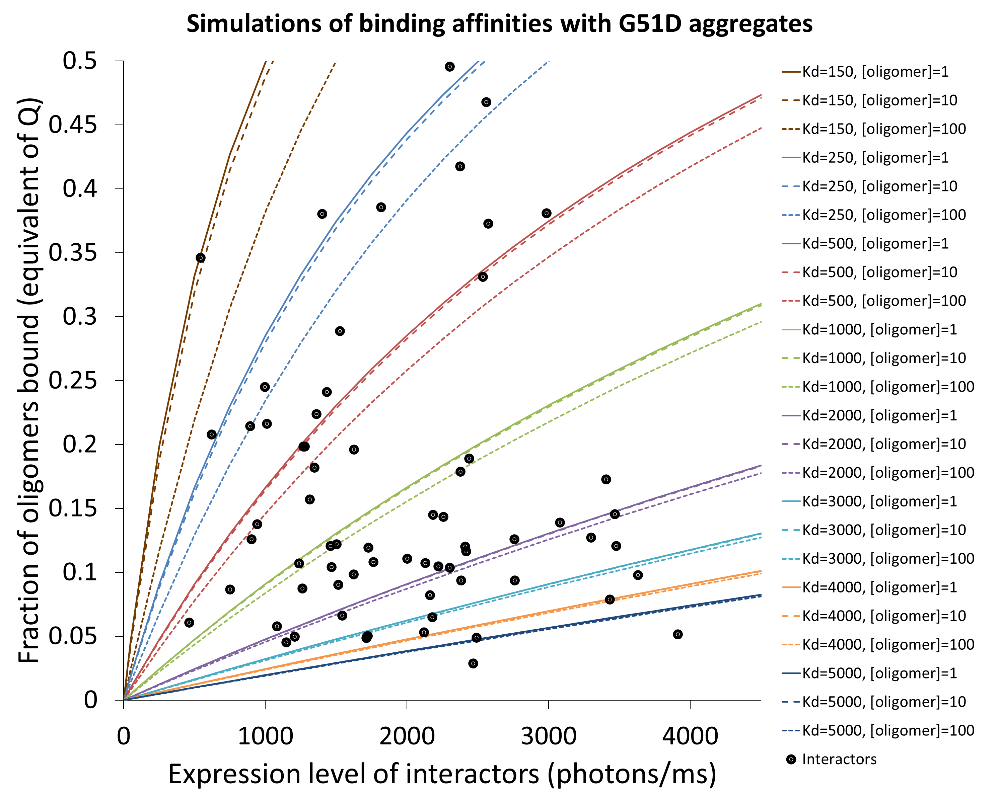 Simulations of binding affinities with G51D aggregates
Fraction of oligomers bound (equivalent of Q)
0.5
0.45
0.4
0.35
0.3
0.25
0.2
0.15
0.1
0.05
0
0 1000 2000 3000 4000
Expression level of interactors (photons/ms)
Kd=150, [oligomer]=1
Kd=150, [oligomer]=10
Kd=150, [oligomer]=100
Kd=250, [oligomer]=1
Kd=250, [oligomer]=10
Kd=250, [oligomer]=100
Kd=500, [oligomer]=1
Kd=500, [oligomer]=10
Kd=500, [oligomer]=100
Kd=1000, [oligomer]=1
Kd=1000, [oligomer]=10
Kd=1000, [oligomer]=100
Kd=2000, [oligomer]=1
Kd=2000, [oligomer]=10
Kd=2000, [oligomer]=100
Kd=3000, [oligomer]=1
Kd=3000, [oligomer]=10
Kd=3000, [oligomer]=100
Kd=4000, [oligomer]=1
Kd=4000, [oligomer]=10
Kd=4000, [oligomer]=100
Kd=5000, [oligomer]=1
Kd=5000, [oligomer]=10
Kd=5000, [oligomer]=100
Interactors